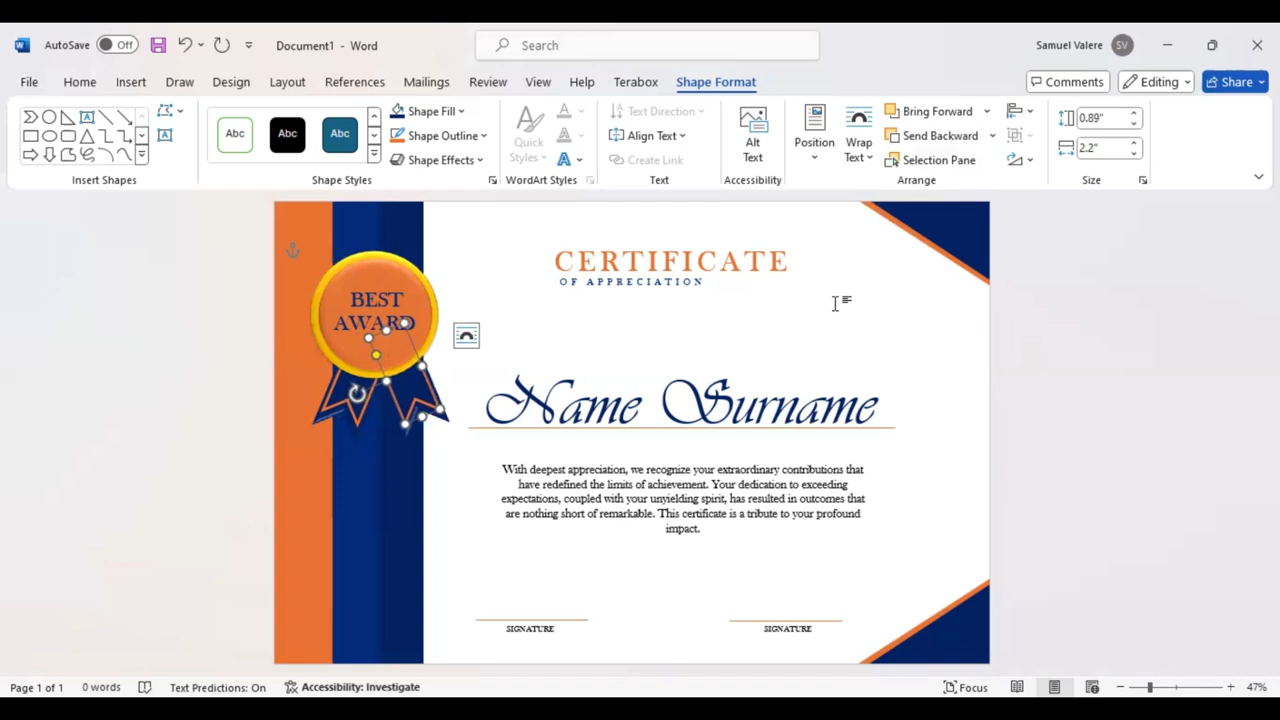 AutoSave Off Document1 - Word Search Samuel Valere SV
File Home Insert Draw Design Layout References Mailings Review View Help Terabox Shape Format Comments Editing Share
Abc Abc Abc
Shape Fill
Shape Outline
Shape Effects
Quick Styles
Text Direction
Align Text
Create Link
Alt Text
Position
Wrap Text
Bring Forward
Send Backward
Selection Pane
0.89"
2.2"
Insert Shapes Shape Styles WordArt Styles Text Accessibility Arrange Size
CERTIFICATE
OF APPRECIATION
BEST
AWARD
Name Surname
With deepest appreciation, we recognize your extraordinary contributions that
have redefined the limits of achievement. Your dedication to exceeding
expectations, coupled with your unyielding spirit, has resulted in outcomes that
are nothing short of remarkable. This certificate is a tribute to your profound
impact.
SIGNATURE SIGNATURE
Page 1 of 1 0 words Text Predictions: On Accessibility: Investigate Focus 47%